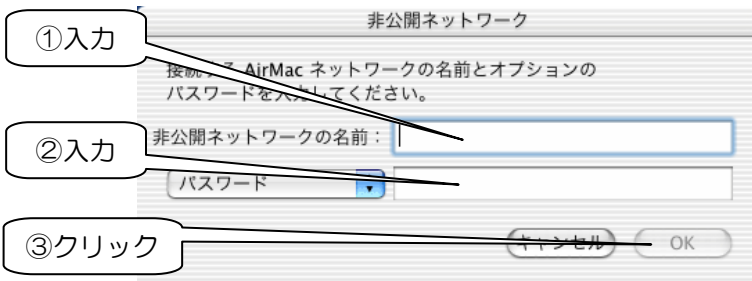 非公開ネットワーク
①入力
接続する AirMac ネットワークの名前とオプションの
パスワードを入力してください。
非公開ネットワークの名前：
②入力
パスワード
③クリック
キャンセル
OK